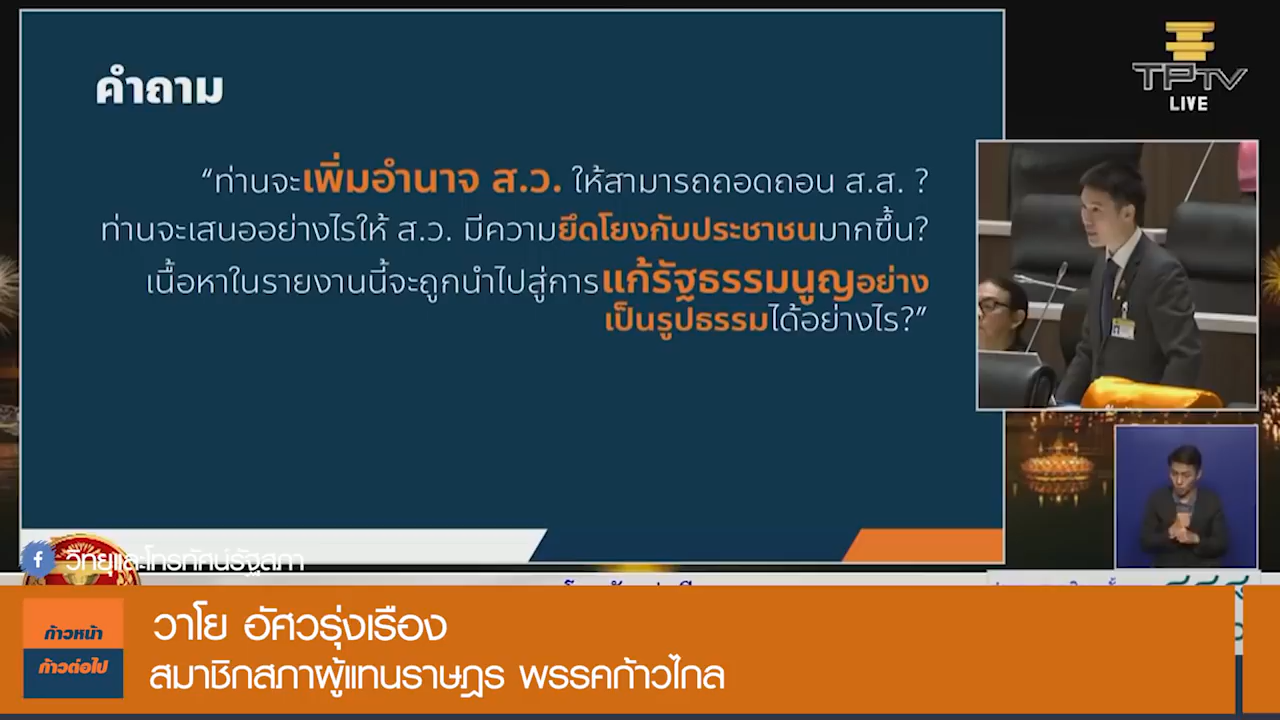 คำถาม
“ท่านจะเพิ่มอำนาจ ส.ว. ให้สามารถถอดถอน ส.ส. ?
ท่านจะเสนออย่างไรให้ ส.ว. มีความยึดโยงกับประชาชนมากขึ้น?
เนื้อหาในรายงานนี้จะถูกนำไปสู่การแก้รัฐธรรมนูญอย่าง
เป็นรูปธรรมได้อย่างไร?”
TPTV
LIVE
วิทยุและโทรทัศน์รัฐสภา
ก้าวหน้า
ก้าวต่อไป
วาโย อัศวรุ่งเรือง
สมาชิกสภาผู้แทนราษฎร พรรคก้าวไกล